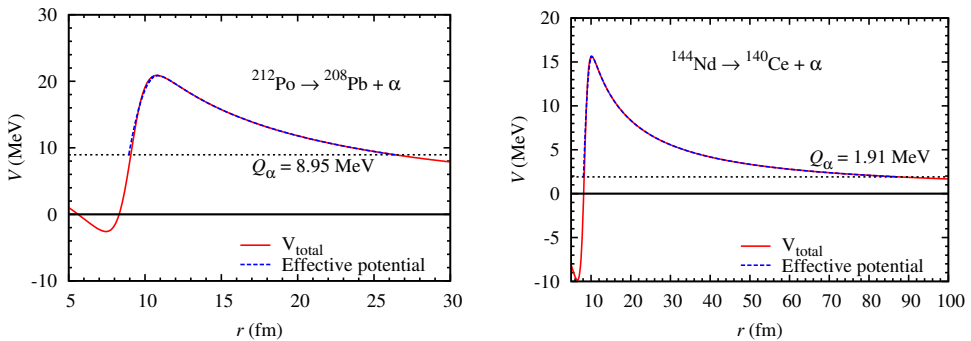 30
20
10
0
-10
V (MeV)
²¹²Po → ²⁰⁸Pb + α
Qα = 8.95 MeV
Vtotal
Effective potential
5 10 15 20 25 30
r (fm)
20
15
10
5
0
-5
-10
V (MeV)
¹⁴⁴Nd → ¹⁴⁰Ce + α
Qα = 1.91 MeV
Vtotal
Effective potential
10 20 30 40 50 60 70 80 90 100
r (fm)